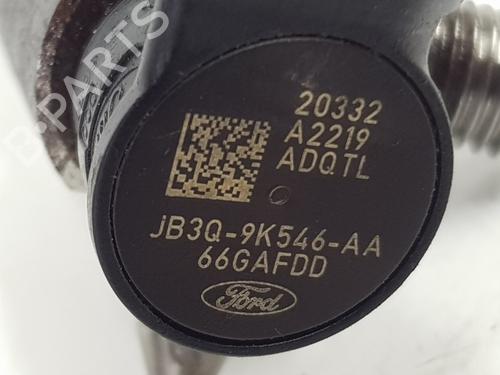 20332
A2219
ADQTL
jB3Q-9K546-AA
66GAFDD
Ford
B-PARTS